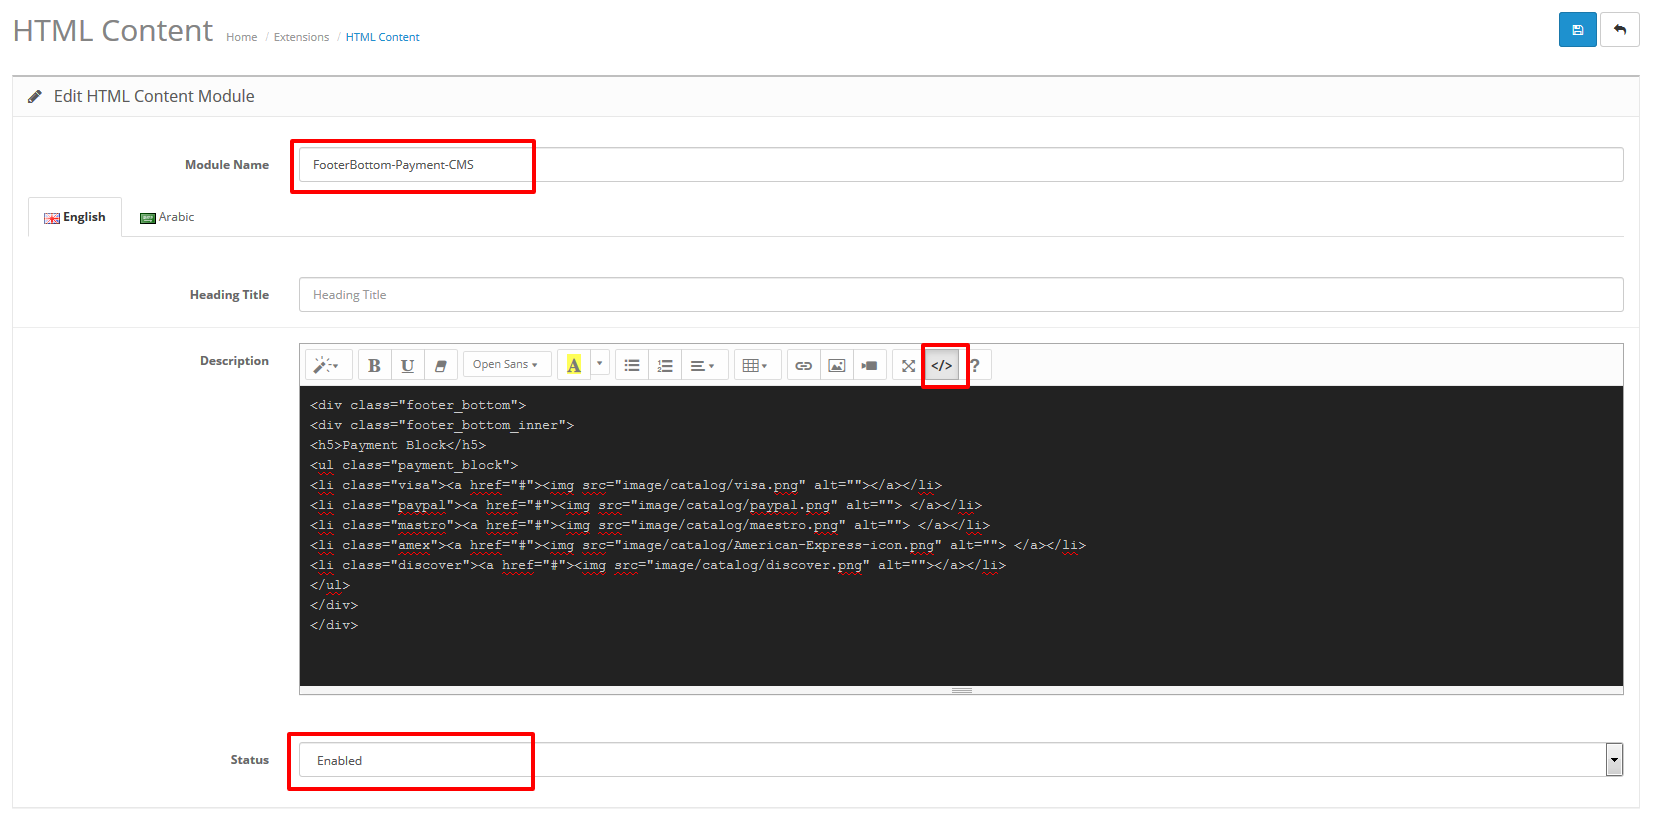 HTML Content Home / Extensions / HTML Content
Edit HTML Content Module
Module Name FooterBottom-Payment-CMS
English Arabic
Heading Title Heading Title
Description B U Open Sans A </> ?
<div class="footer_bottom">
<div class="footer_bottom_inner">
<h5>Payment Block</h5>
<ul class="payment_block">
<li class="visa"><a href="#"><img src="image/catalog/visa.png" alt=""></a></li>
<li class="paypal"><a href="#"><img src="image/catalog/paypal.png" alt=""> </a></li>
<li class="mastro"><a href="#"><img src="image/catalog/maestro.png" alt=""> </a></li>
<li class="amex"><a href="#"><img src="image/catalog/American-Express-icon.png" alt=""> </a></li>
<li class="discover"><a href="#"><img src="image/catalog/discover.png" alt=""></a></li>
</ul>
</div>
</div>
Status Enabled